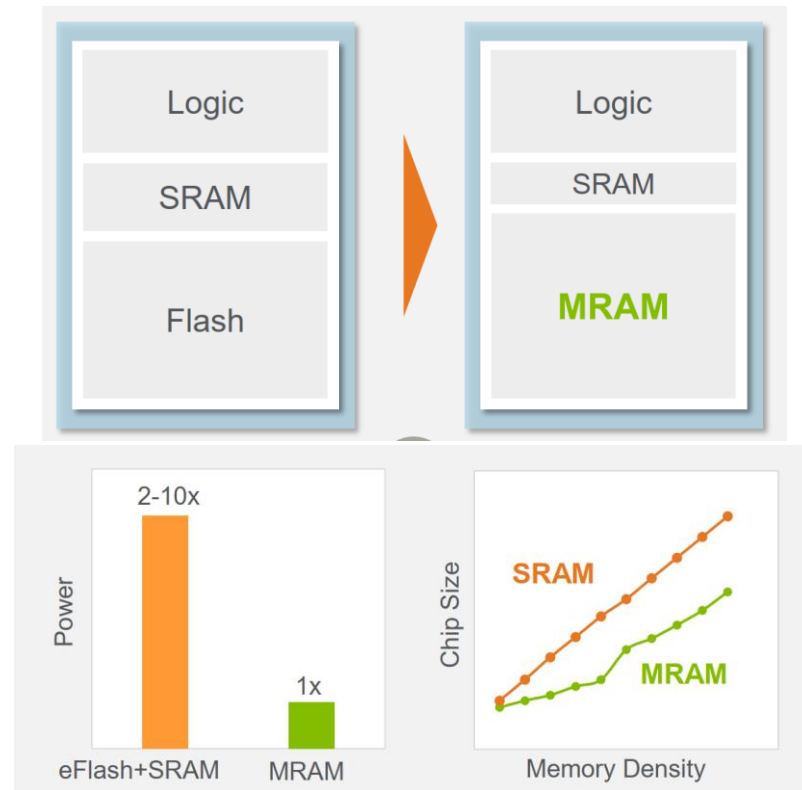 Logic
SRAM
Flash
Logic
SRAM
MRAM
Power
2-10x
1x
eFlash+SRAM
MRAM
Chip Size
SRAM
MRAM
Memory Density